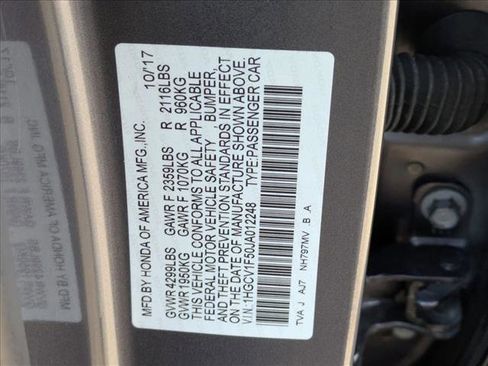 MFD BY HONDA OF AMERICA MFG.,INC. 10/17
GVWR 4299LBS GAWR F 2359LBS R 2116LBS
GVWR 1950KG GAWR F 1070KG R 960KG
THIS VEHICLE CONFORMS TO ALL APPLICABLE
FEDERAL MOTOR VEHICLE SAFETY, BUMPER,
AND THEFT PREVENTION STANDARDS IN EFFECT
ON THE DATE OF MANUFACTURE SHOWN ABOVE.
V.I.N.:1HGCV1F50JA012248 TYPE:PASSENGER CAR
TVA J AJ7 NH797MV .B .A